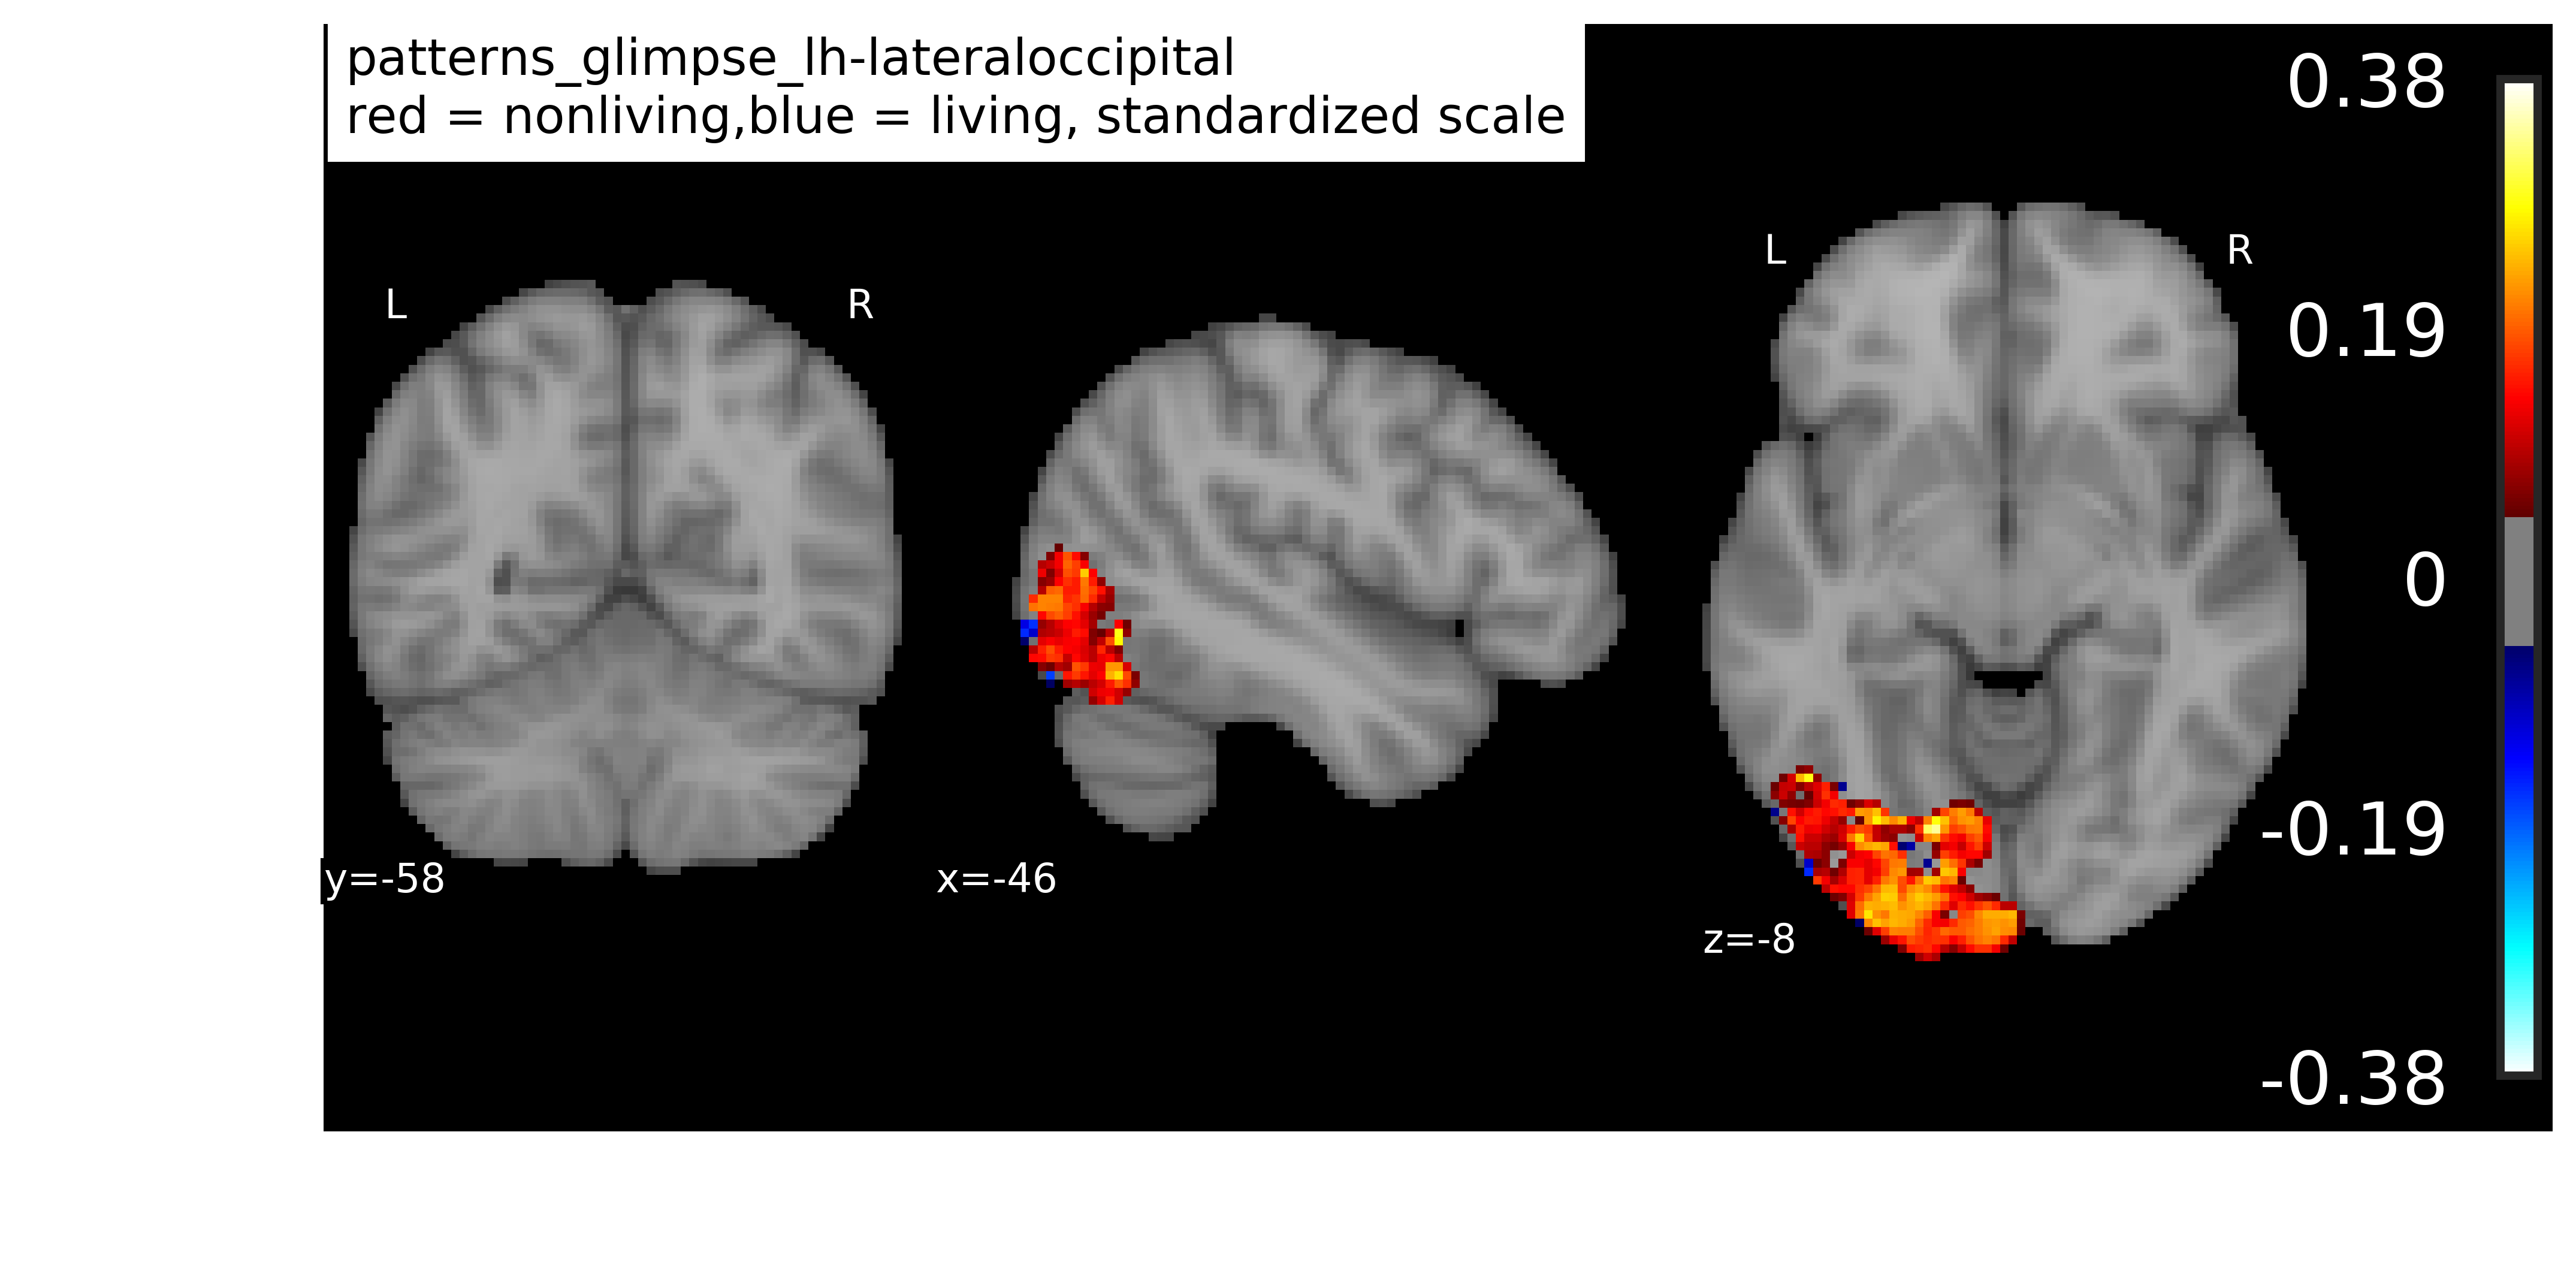 patterns_glimpse_lh-lateraloccipital
red = nonliving,blue = living, standardized scale
L
R
y=-58
x=-46
L
R
z=-8
0.38
0.19
0
-0.19
-0.38